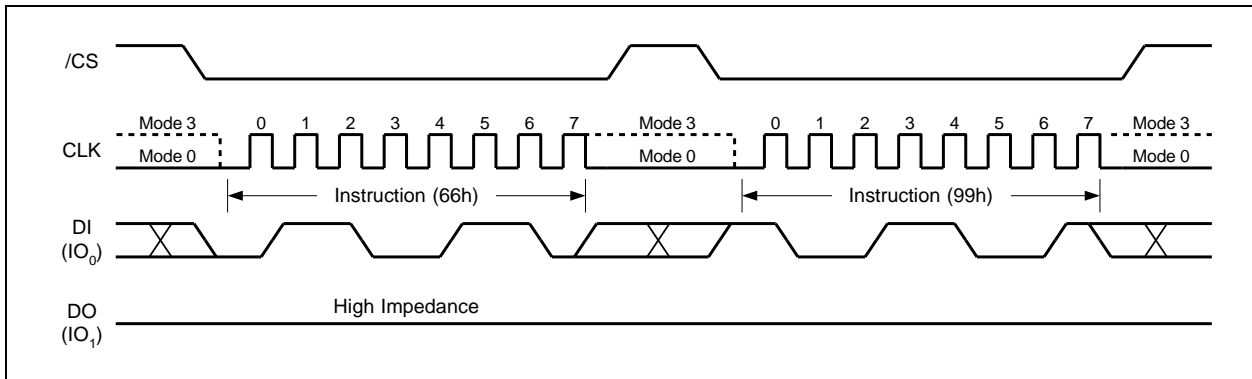 /CS
Mode 3 0 1 2 3 4 5 6 7 Mode 3 0 1 2 3 4 5 6 7 Mode 3
CLK
Mode 0 Mode 0 Mode 0
Instruction (66h) Instruction (99h)
DI
(IO₀)
High Impedance
DO
(IO₁)